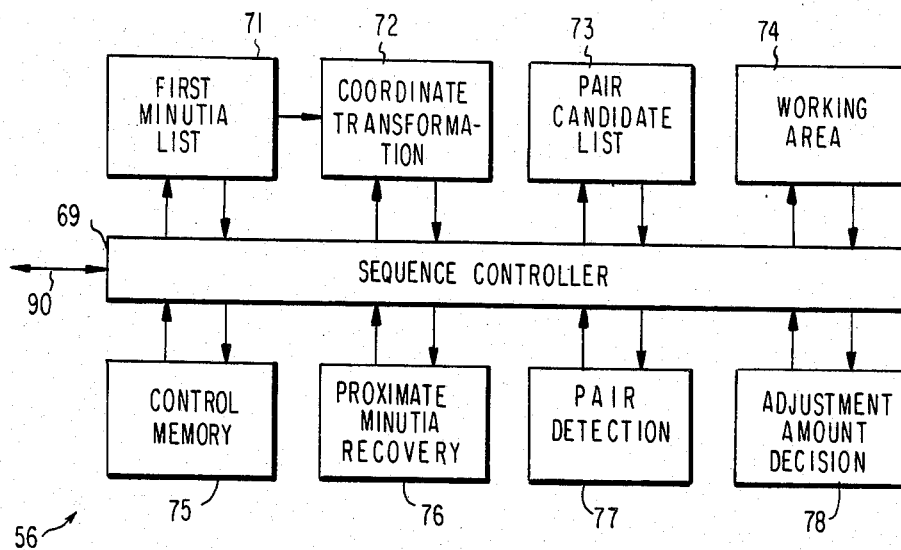 71
72
73
74
FIRST
MINUTIA
LIST
COORDINATE
TRANSFORMA-
TION
PAIR
CANDIDATE
LIST
WORKING
AREA
69
SEQUENCE CONTROLLER
90
CONTROL
MEMORY
PROXIMATE
MINUTIA
RECOVERY
PAIR
DETECTION
ADJUSTMENT
AMOUNT
DECISION
56
75
76
77
78